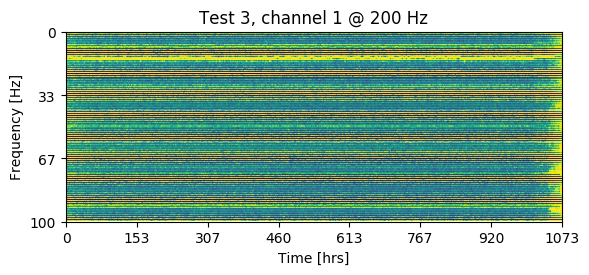 Test 3, channel 1 @ 200 Hz
Frequency [Hz]
0
33
67
100
0 153 307 460 613 767 920 1073
Time [hrs]